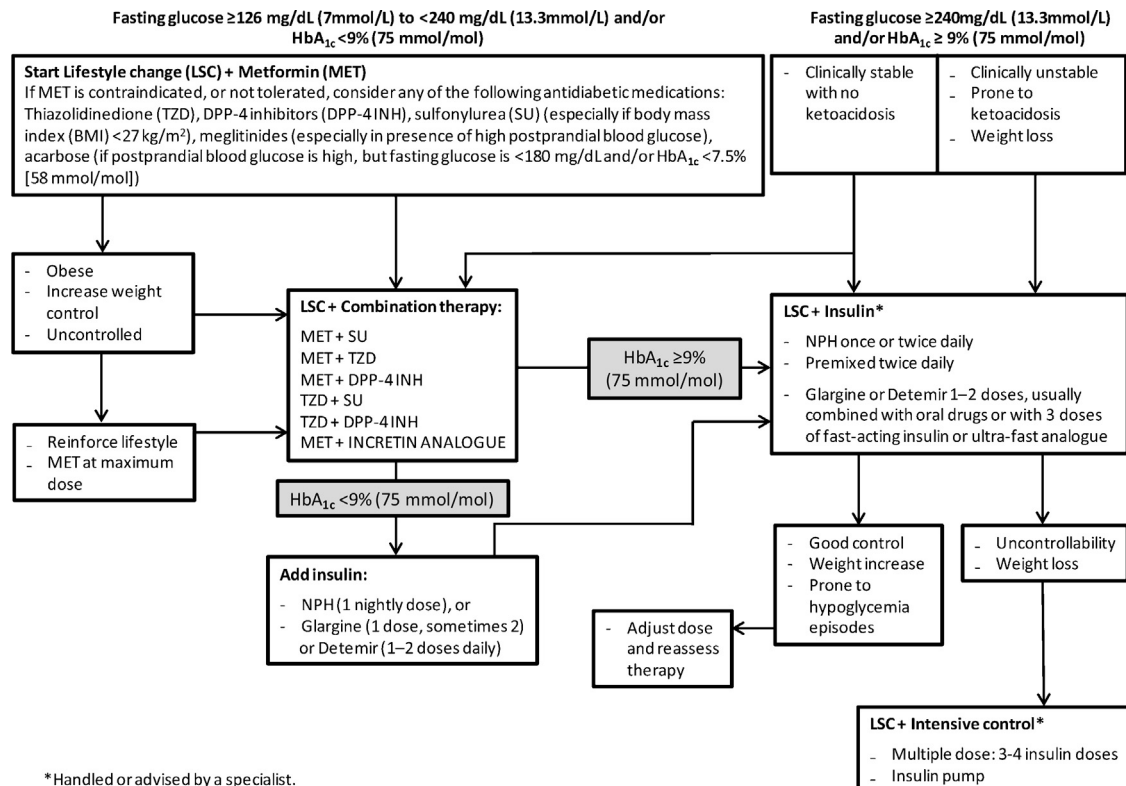 Fasting glucose ≥126 mg/dL (7mmol/L) to <240 mg/dL (13.3mmol/L) and/or
HbA1c <9% (75 mmol/mol)
Fasting glucose ≥240mg/dL (13.3mmol/L)
and/or HbA1c ≥ 9% (75 mmol/mol)
Start Lifestyle change (LSC) + Metformin (MET)
If MET is contraindicated, or not tolerated, consider any of the following antidiabetic medications:
Thiazolidinedione (TZD), DPP-4 inhibitors (DPP-4 INH), sulfonylurea (SU) (especially if body mass
index (BMI) <27 kg/m²), meglitinides (especially in presence of high postprandial blood glucose),
acarbose (if postprandial blood glucose is high, but fasting glucose is <180 mg/dL and/or HbA1c <7.5%
[58 mmol/mol])
- Clinically stable
with no
ketoacidosis
- Clinically unstable
- Prone to
ketoacidosis
- Weight loss
- Obese
- Increase weight
control
- Uncontrolled
LSC + Combination therapy:
MET + SU
MET + TZD
MET + DPP-4 INH
TZD + SU
TZD + DPP-4 INH
MET + INCRETIN ANALOGUE
HbA1c ≥9%
(75 mmol/mol)
LSC + Insulin*
- NPH once or twice daily
- Premixed twice daily
- Glargine or Detemir 1–2 doses, usually
combined with oral drugs or with 3 doses
of fast-acting insulin or ultra-fast analogue
- Reinforce lifestyle
- MET at maximum
dose
HbA1c <9% (75 mmol/mol)
Add insulin:
- NPH (1 nightly dose), or
- Glargine (1 dose, sometimes 2)
or Detemir (1–2 doses daily)
- Good control
- Weight increase
- Prone to
hypoglycemia
episodes
- Uncontrollability
- Weight loss
- Adjust dose
and reassess
therapy
LSC + Intensive control*
- Multiple dose: 3-4 insulin doses
- Insulin pump
*Handled or advised by a specialist.